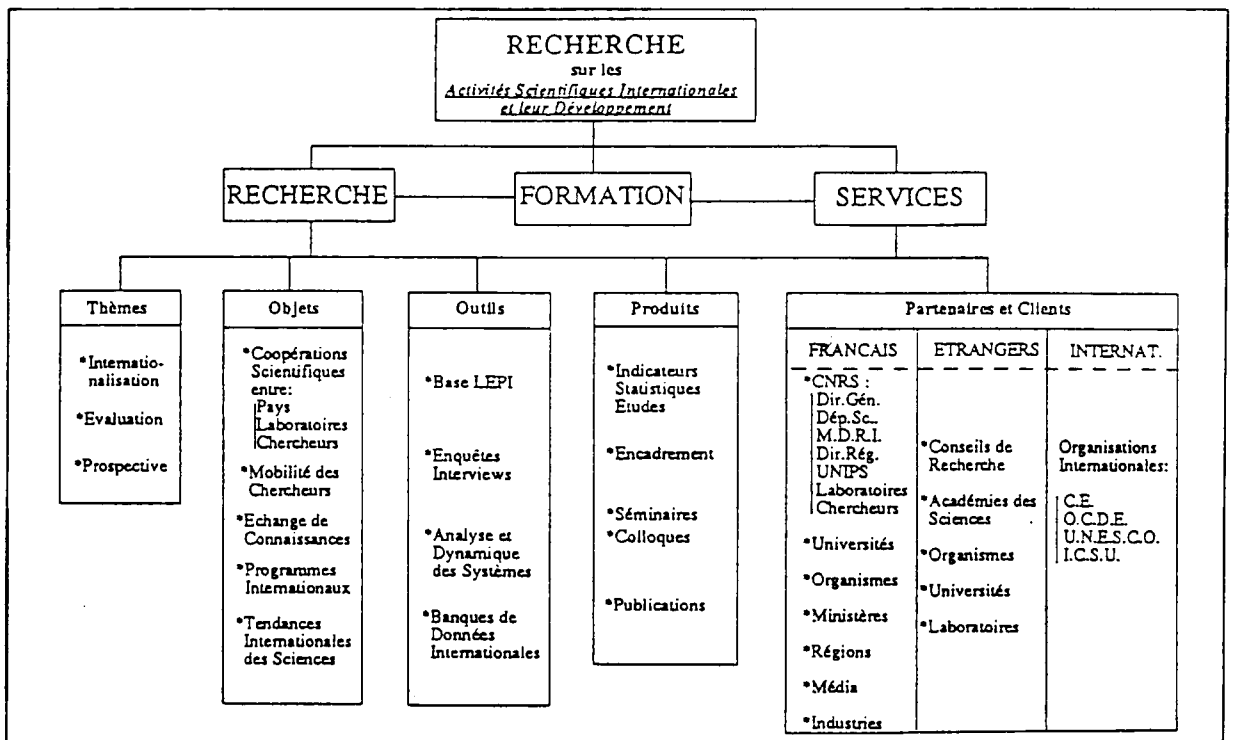 RECHERCHE
sur les
Activités Scientifiques Internationales
et leur Développement
RECHERCHE
FORMATION
SERVICES
Thèmes
*Internatio-
nalisation
*Evaluation
*Prospective
Objets
*Coopérations
Scientifiques
entre:
Pays
Laboratoires
Chercheurs
*Mobilité des
Chercheurs
*Echange de
Connaissances
*Programmes
Internationaux
*Tendances
Internationales
des Sciences
Outils
*Base LEPI
*Enquêtes
Interviews
*Analyse et
Dynamique
des Systèmes
*Banques de
Données
Internationales
Produits
*Indicateurs
Statistiques
Etudes
*Encadrement
*Séminaires
*Colloques
*Publications
Partenaires et Clients
FRANCAIS
*CNRS :
Dir.Gén.
Dép.Sc.
M.D.R.I.
Dir.Rég.
UNIPS
Laboratoires
Chercheurs
*Universités
*Organismes
*Ministères
*Régions
*Média
*Industries
ETRANGERS
*Conseils de
Recherche
*Académies des
Sciences
*Organismes
*Universités
*Laboratoires
INTERNAT.
Organisations
Internationales:
C.E.
O.C.D.E.
U.N.E.S.C.O.
I.C.S.U.